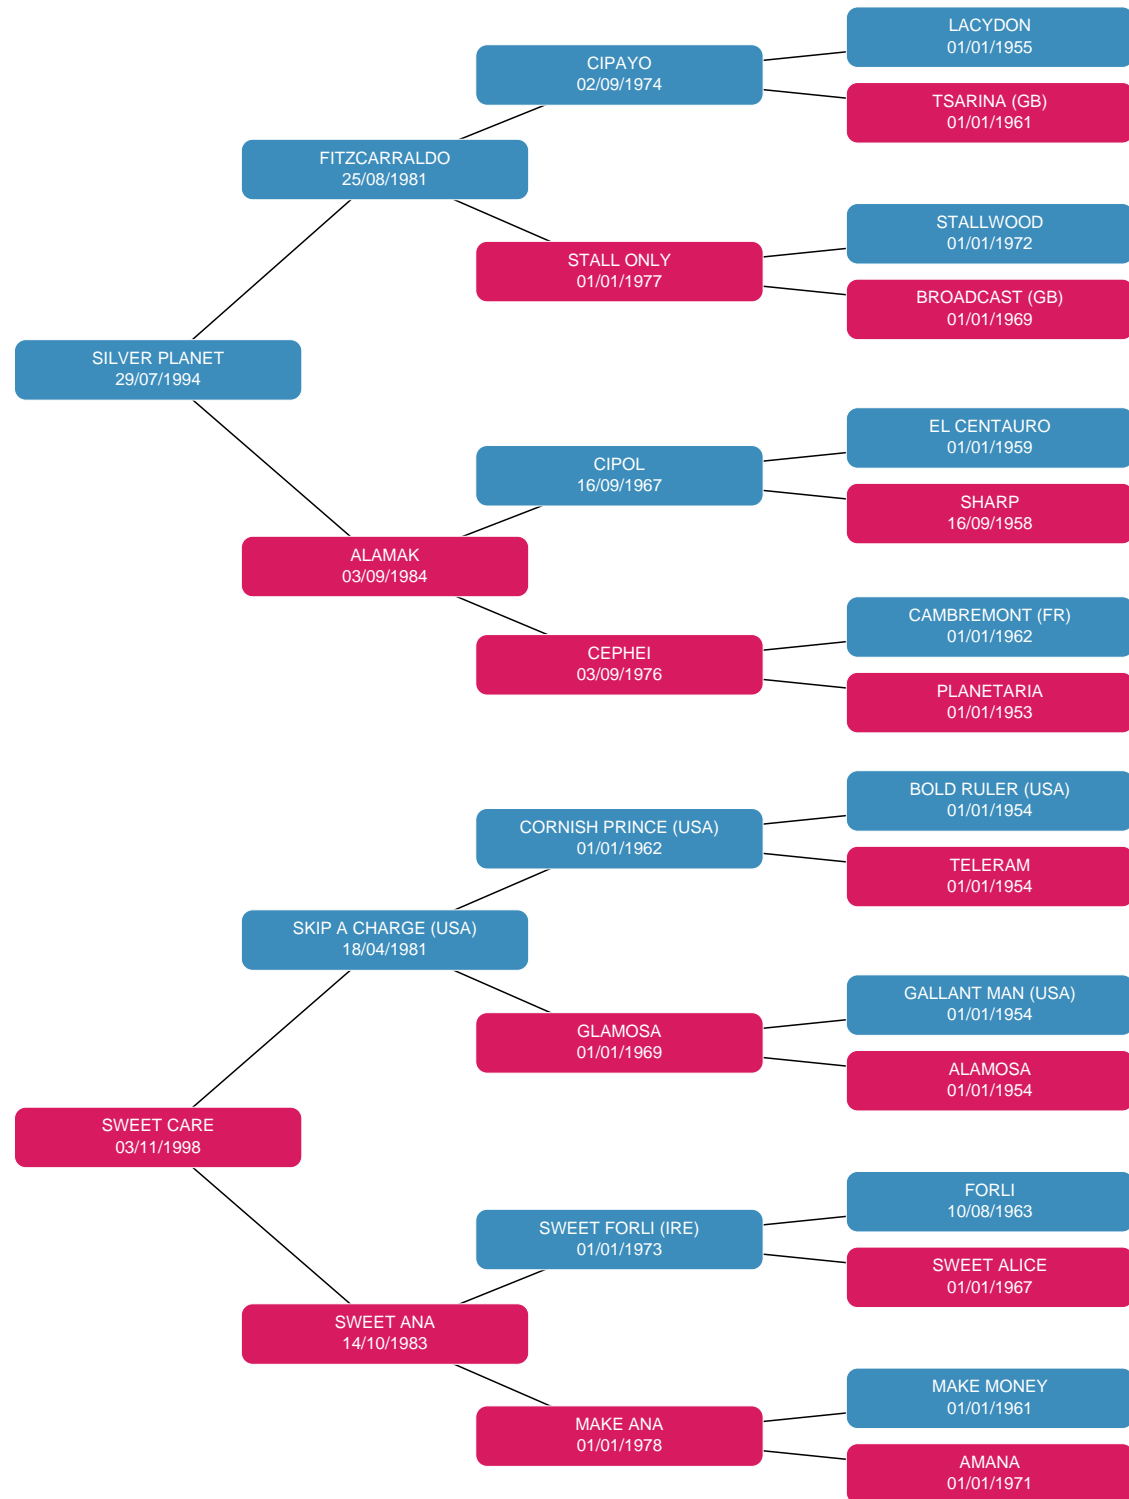 LACYDON
01/01/1955
CIPAYO
02/09/1974
TSARINA (GB)
01/01/1961
FITZCARRALDO
25/08/1981
STALLWOOD
01/01/1972
STALL ONLY
01/01/1977
BROADCAST (GB)
01/01/1969
SILVER PLANET
29/07/1994
EL CENTAURO
01/01/1959
CIPOL
16/09/1967
SHARP
16/09/1958
ALAMAK
03/09/1984
CAMBREMONT (FR)
01/01/1962
CEPHEI
03/09/1976
PLANETARIA
01/01/1953
BOLD RULER (USA)
01/01/1954
CORNISH PRINCE (USA)
01/01/1962
TELERAM
01/01/1954
SKIP A CHARGE (USA)
18/04/1981
GALLANT MAN (USA)
01/01/1954
GLAMOSA
01/01/1969
ALAMOSA
01/01/1954
SWEET CARE
03/11/1998
FORLI
10/08/1963
SWEET FORLI (IRE)
01/01/1973
SWEET ALICE
01/01/1967
SWEET ANA
14/10/1983
MAKE MONEY
01/01/1961
MAKE ANA
01/01/1978
AMANA
01/01/1971